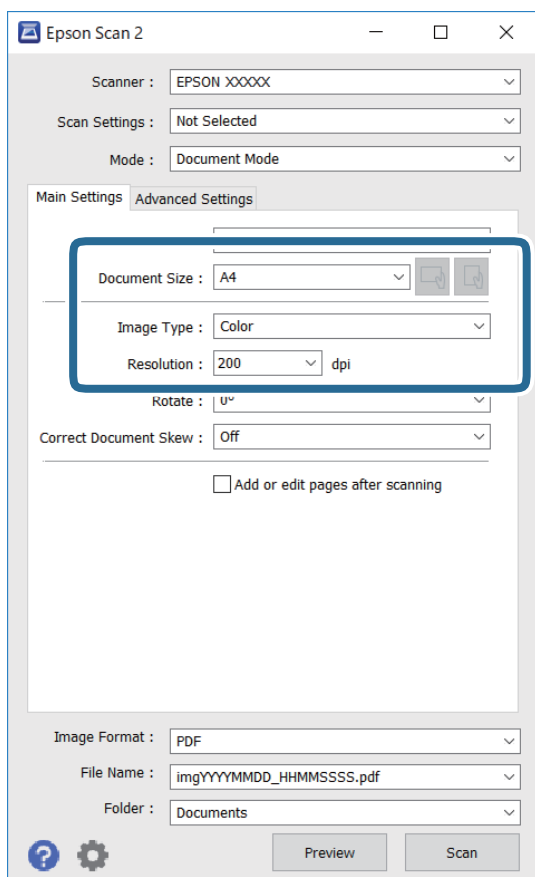 Epson Scan 2
Scanner : EPSON XXXXX
Scan Settings : Not Selected
Mode : Document Mode
Main Settings Advanced Settings
Document Size : A4
Image Type : Color
Resolution : 200 dpi
Rotate : 0°
Correct Document Skew : Off
Add or edit pages after scanning
Image Format : PDF
File Name : imgYYYYMMDD_HHMMSSSS.pdf
Folder : Documents
? Preview Scan